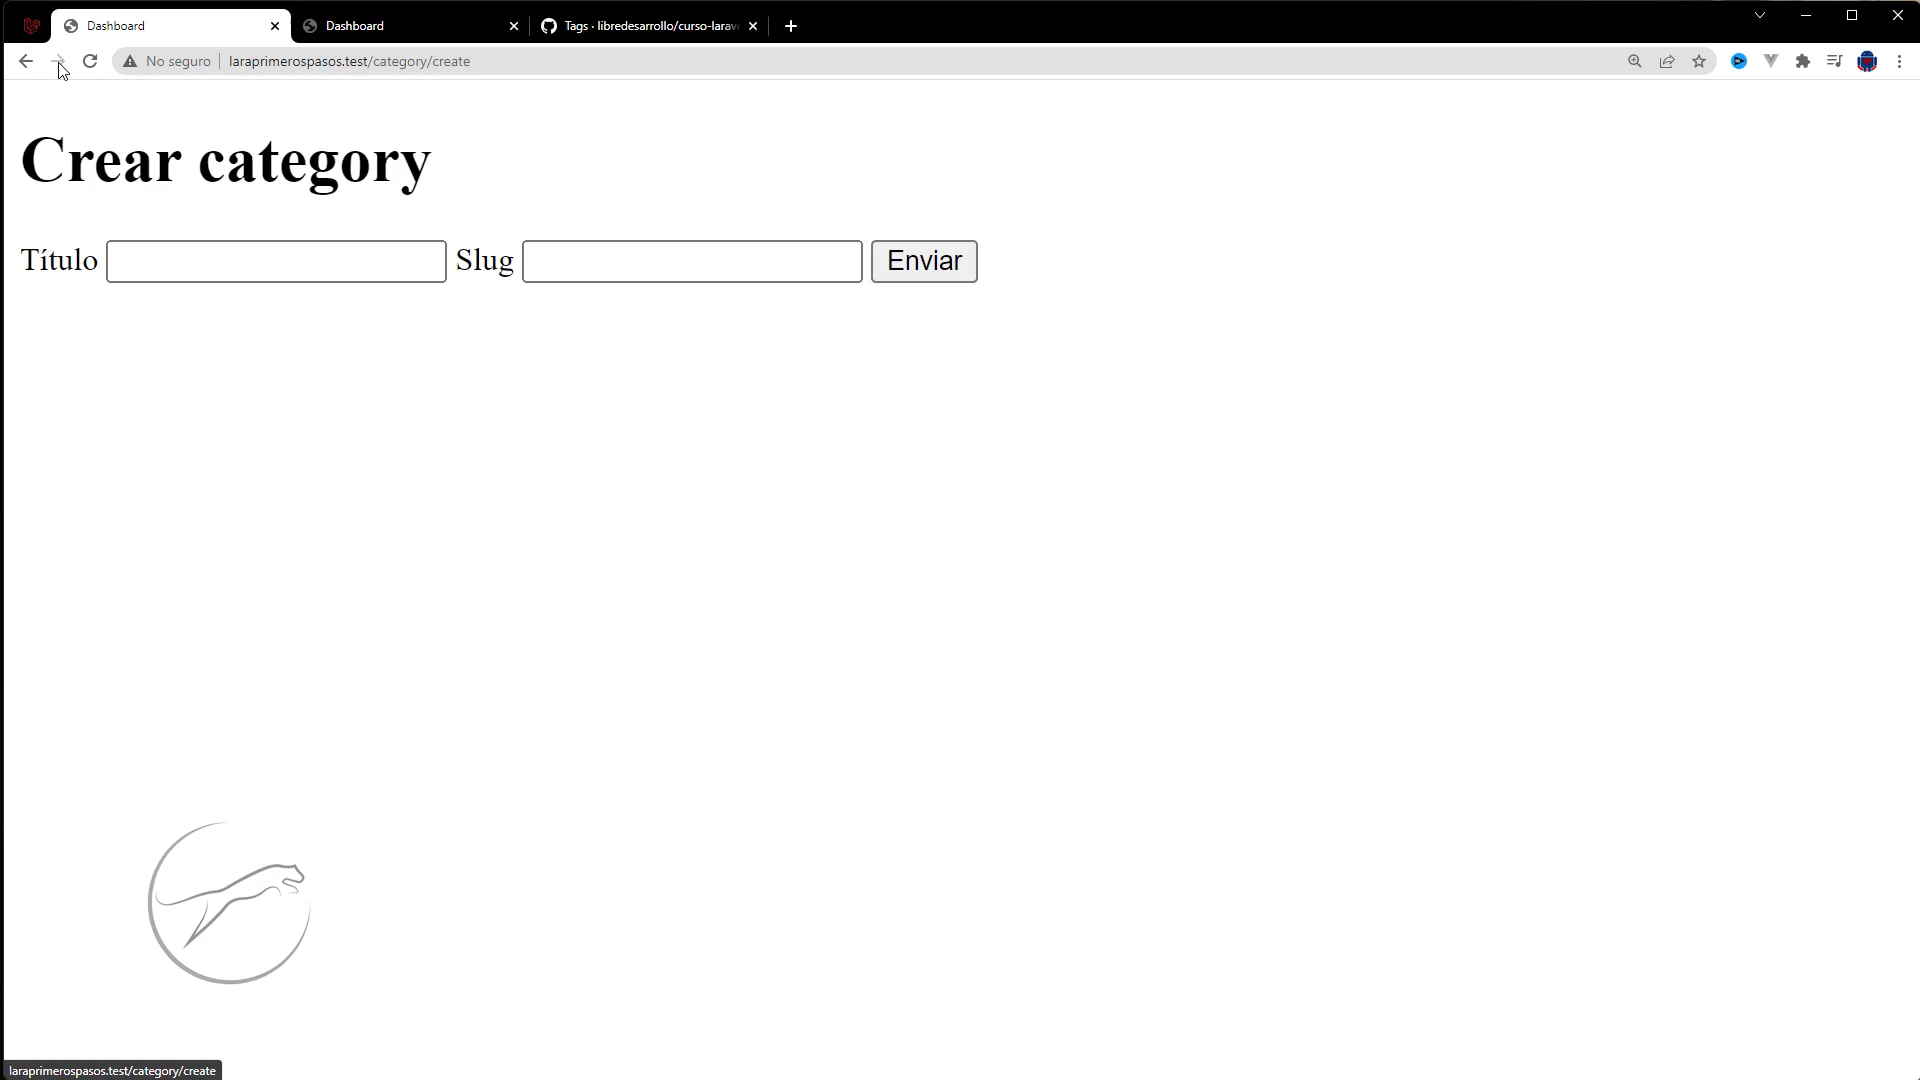 Dashboard
Dashboard
Tags · libredesarrollo/curso-larav
No seguro
laraprimerospasos.test/category/create
Crear category
Título
Slug
Enviar
laraprimerospasos.test/category/create